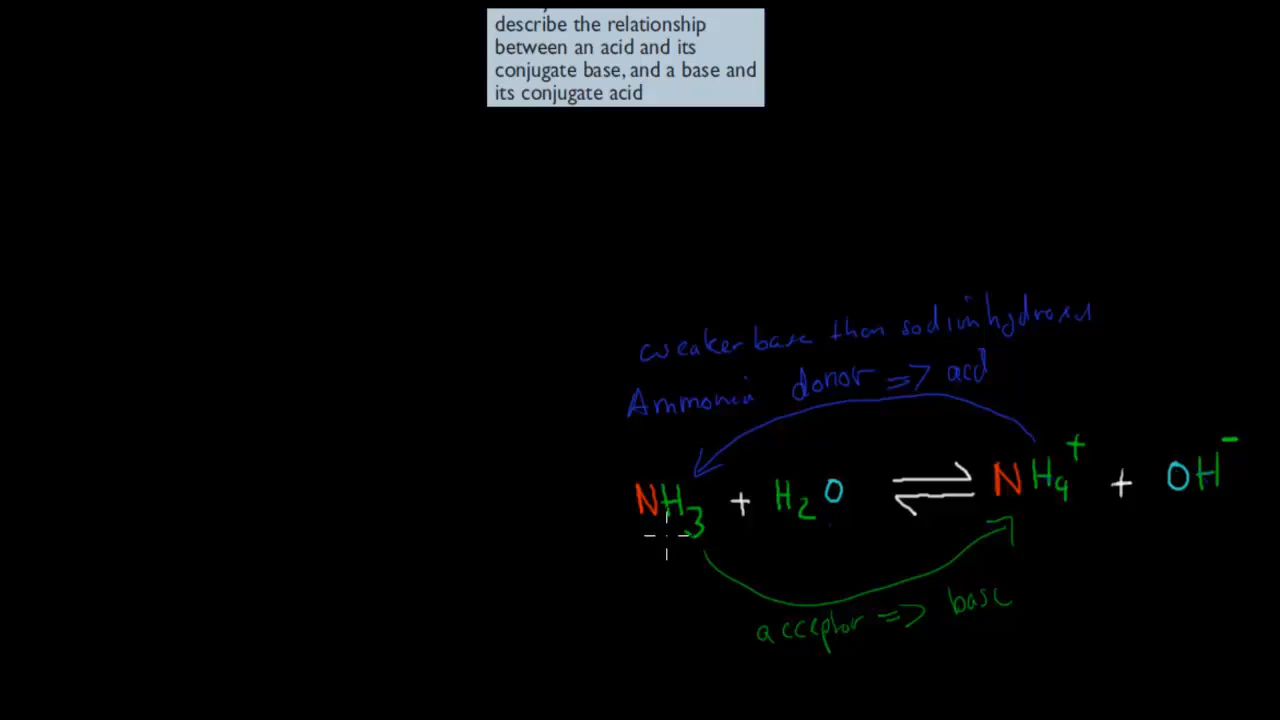 describe the relationship
between an acid and its
conjugate base, and a base and
its conjugate acid
weaker base than sodium
Ammonia donor => acid
NH3 + H2O ⇌ NH4+ + OH-
acceptor => base